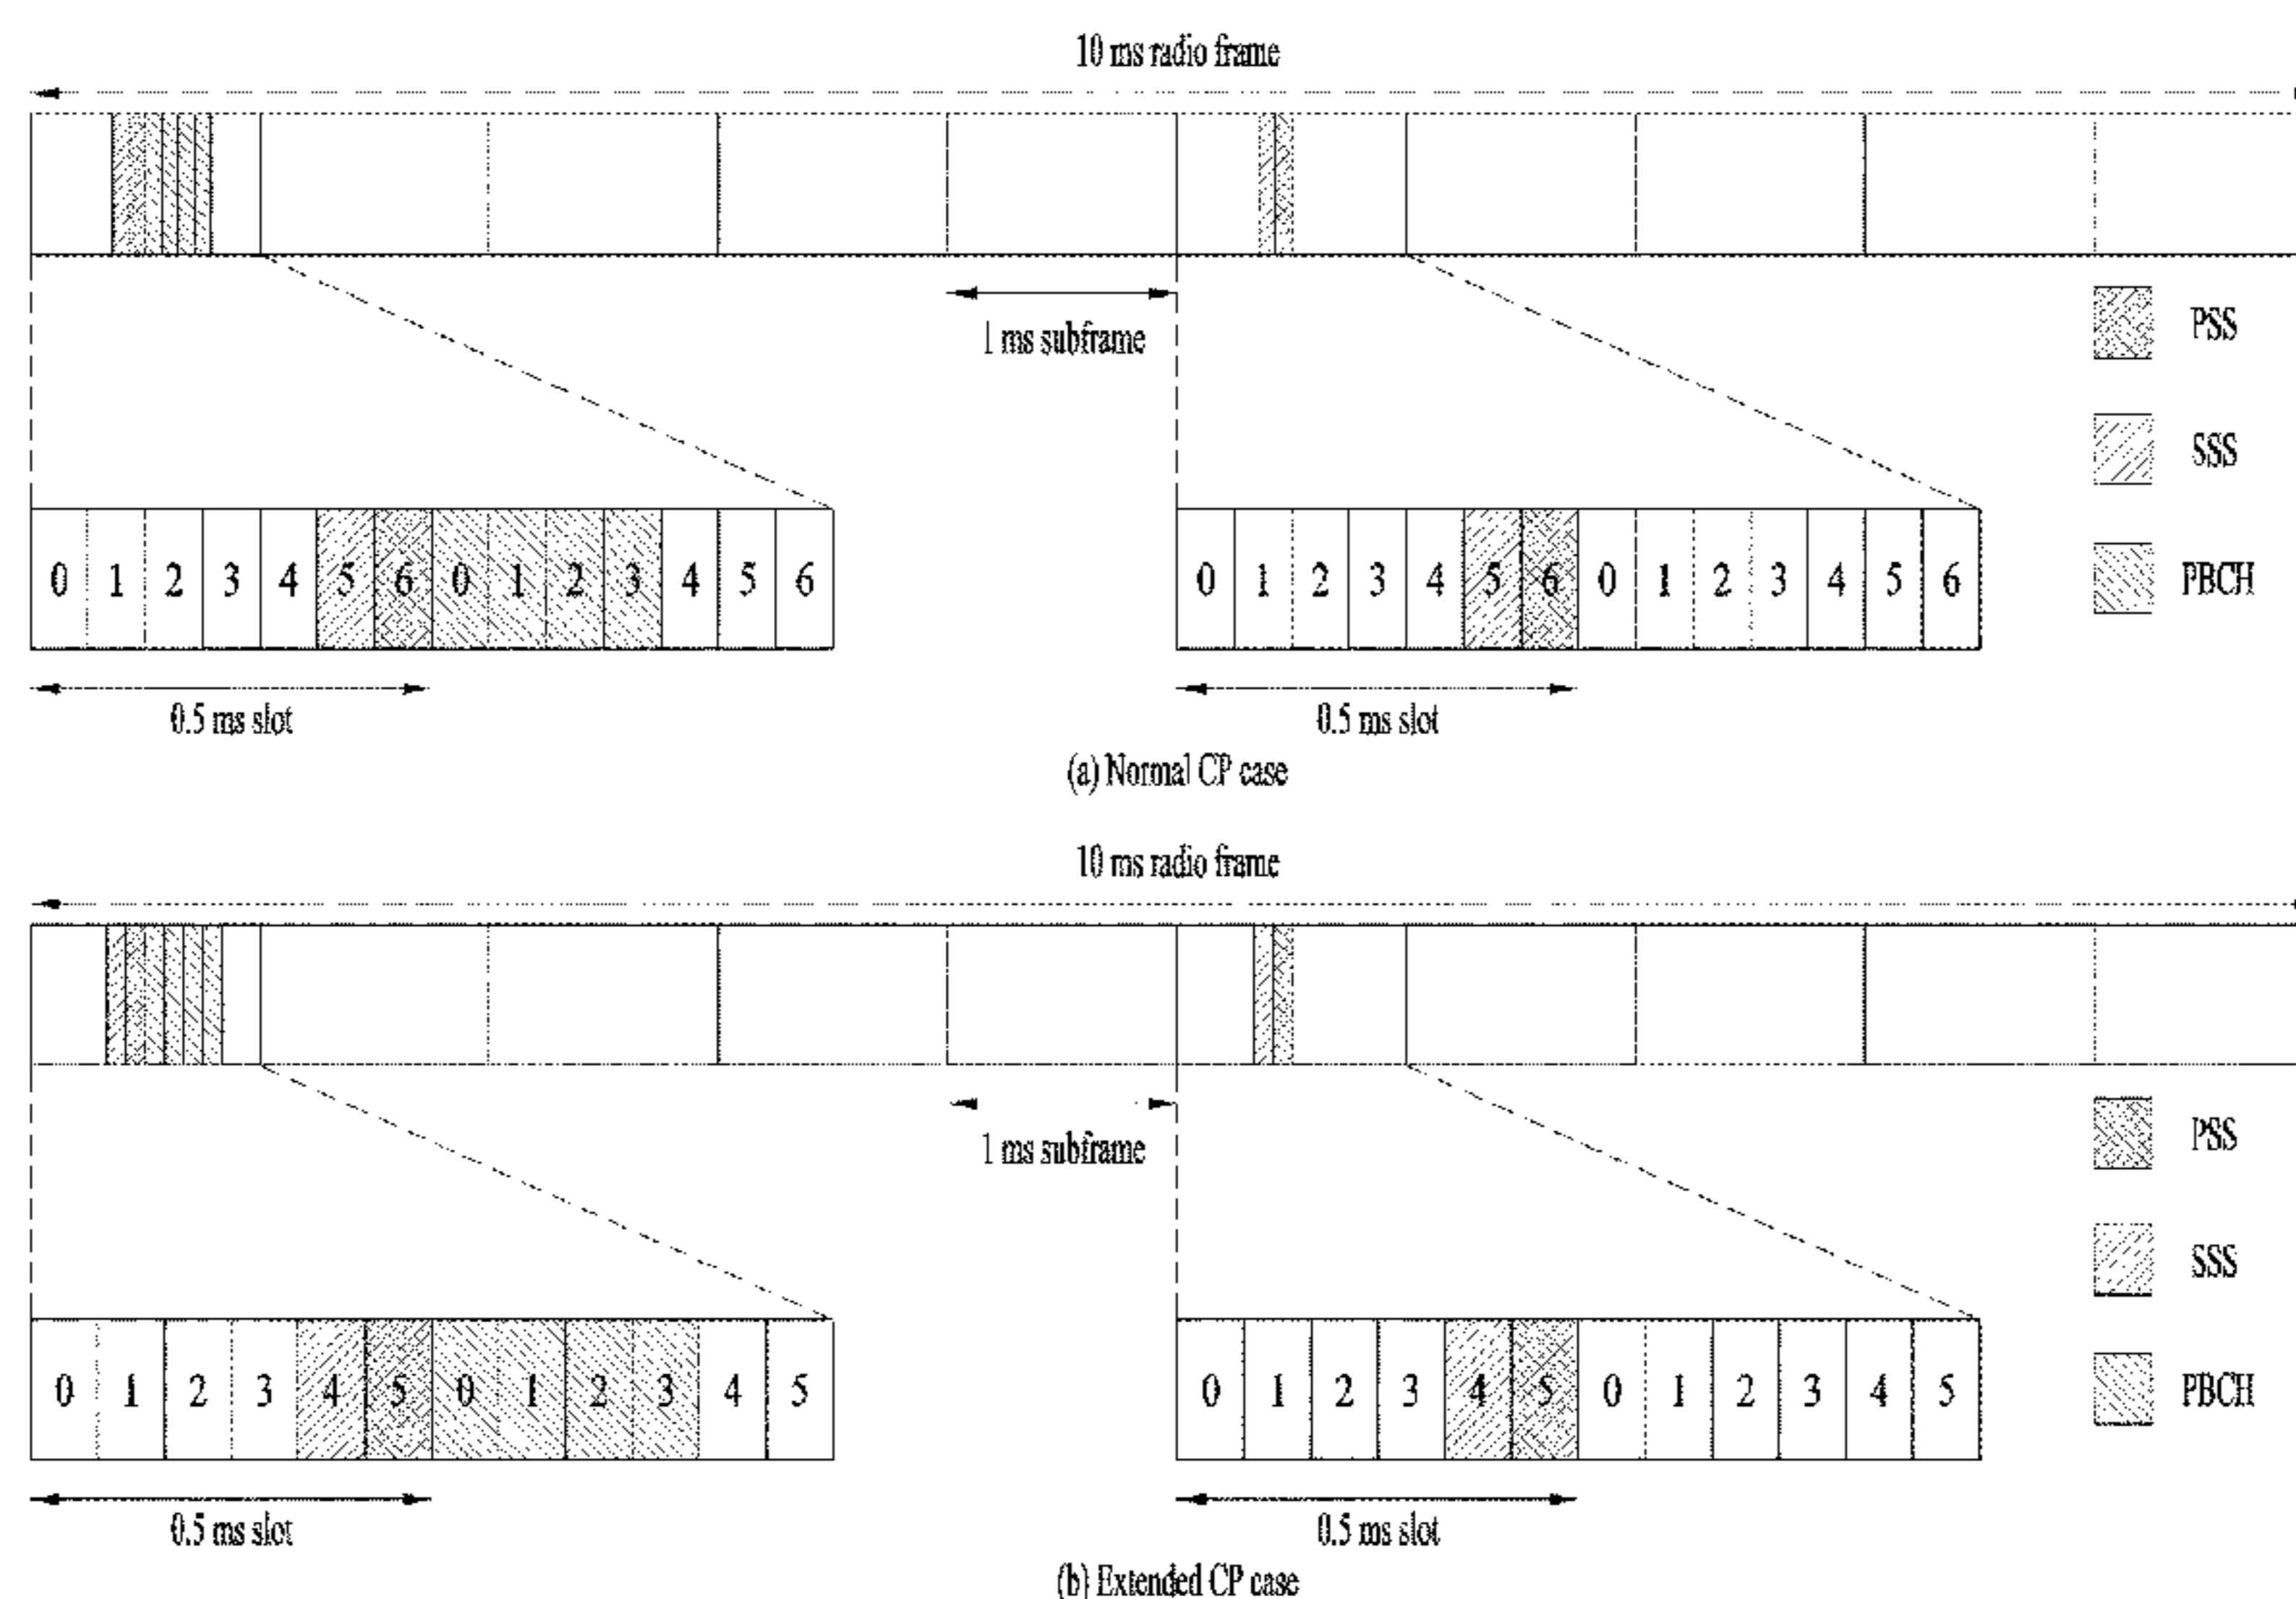 10 ms radio frame
1 ms subframe
PSS
SSS
PBCH
0 1 2 3 4 5 6 0 1 2 3 4 5 6
0 1 2 3 4 5 6 0 1 2 3 4 5 6
0.5 ms slot
0.5 ms slot
(a) Normal CP case
10 ms radio frame
1 ms subframe
PSS
SSS
PBCH
0 1 2 3 4 5 0 1 2 3 4 5
0 1 2 3 4 5 0 1 2 3 4 5
0.5 ms slot
0.5 ms slot
(b) Extended CP case